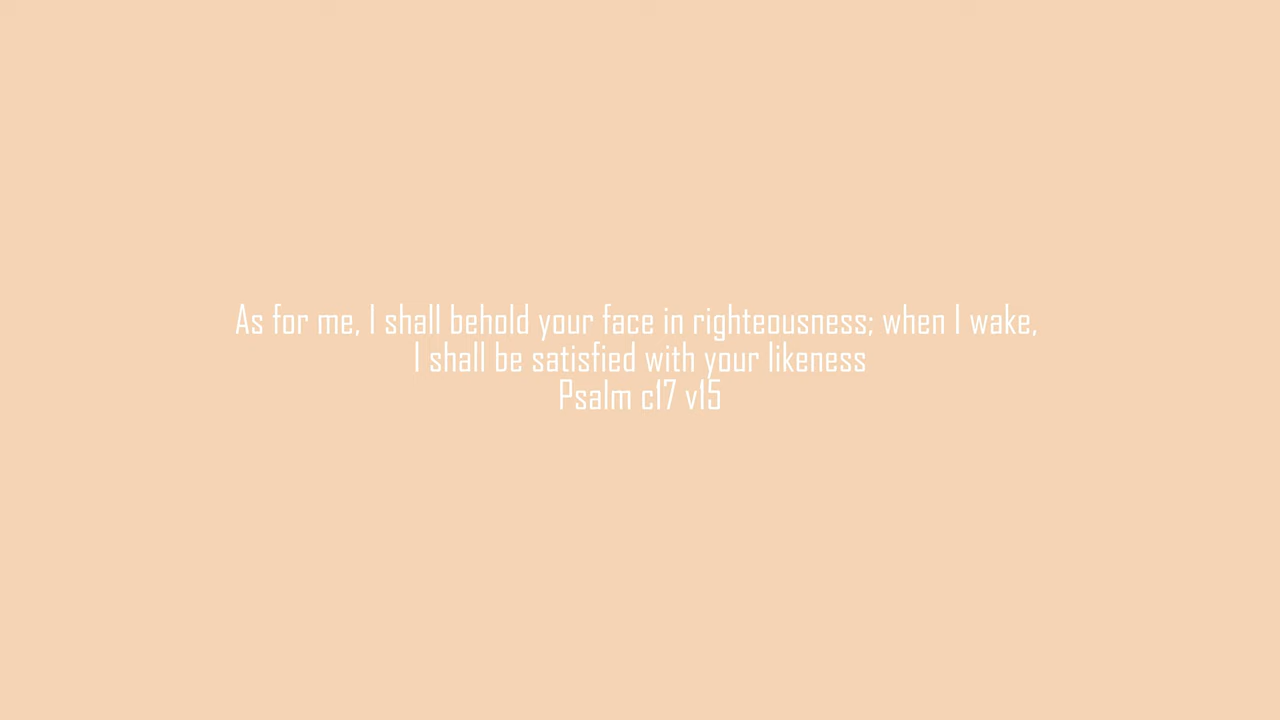 As for me, I shall behold your face in righteousness; when I wake,
I shall be satisfied with your likeness
Psalm c17 v15